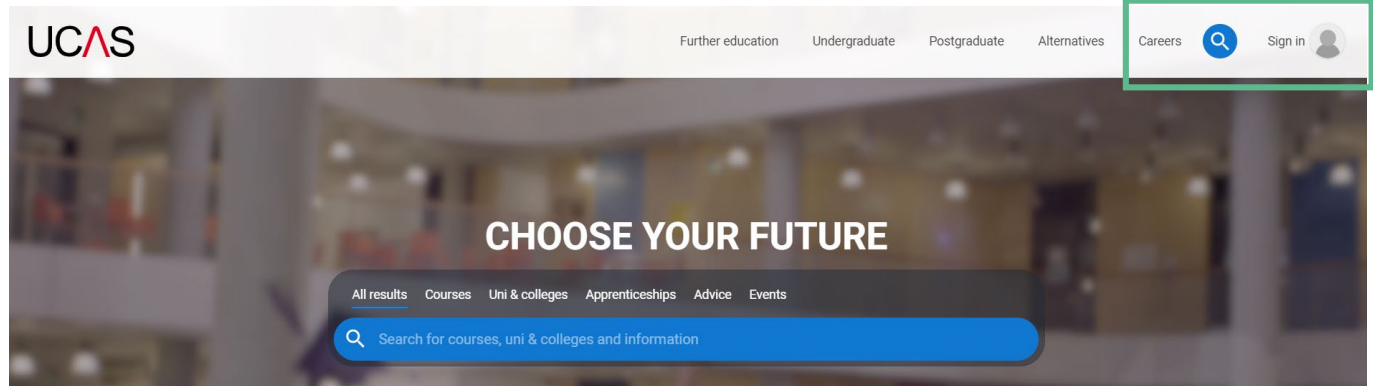 UCAS
Further education Undergraduate Postgraduate Alternatives Careers Sign in
CHOOSE YOUR FUTURE
All results Courses Uni & colleges Apprenticeships Advice Events
Search for courses, uni & colleges and information